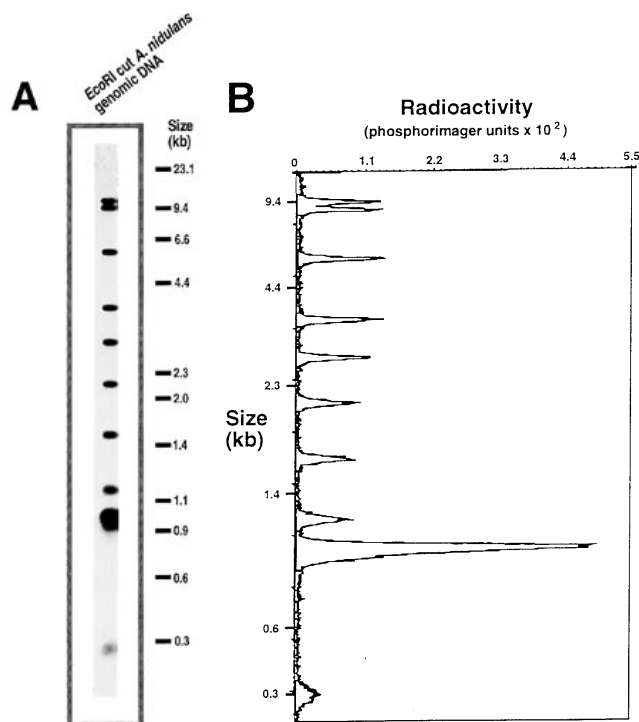 A
EcoRI cut A. nidulans
genomic DNA
Size
(kb)
23.1
9.4
6.6
4.4
2.3
2.0
1.4
1.1
0.9
0.6
0.3
B
Radioactivity
(phosphorimager units x 10 2)
0 1.1 2.2 3.3 4.4 5.5
9.4
4.4
2.3
Size
(kb)
1.4
0.6
0.3